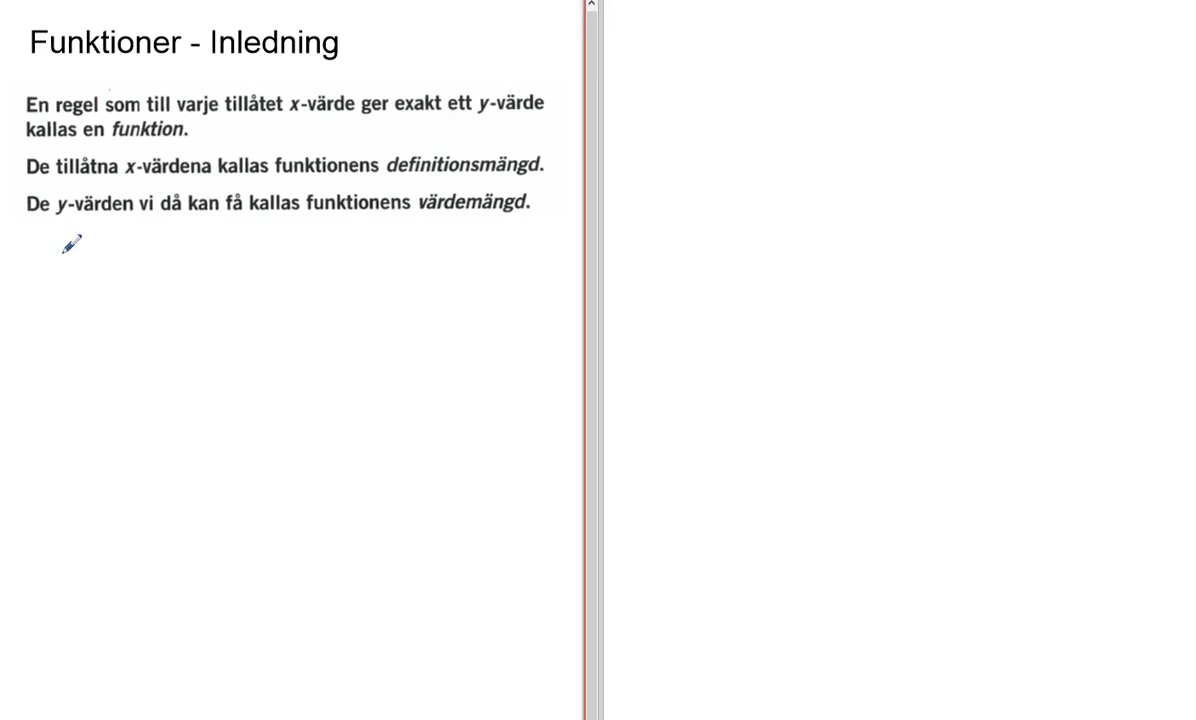 Funktioner - Inledning
En regel som till varje tillåtet x-värde ger exakt ett y-värde
kallas en funktion.
De tillåtna x-värdena kallas funktionens definitionsmängd.
De y-värden vi då kan få kallas funktionens värdemängd.